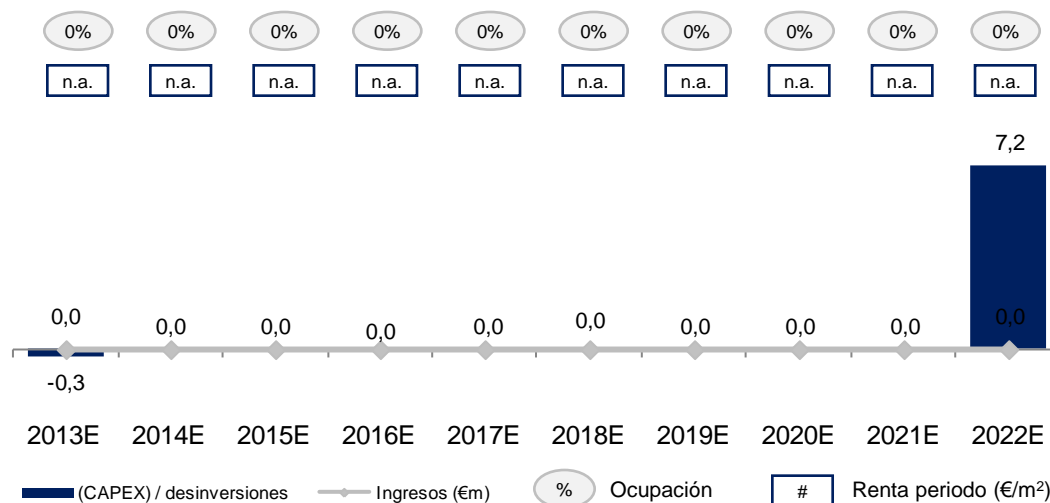 0% 0% 0% 0% 0% 0% 0% 0% 0% 0%
n.a. n.a. n.a. n.a. n.a. n.a. n.a. n.a. n.a. n.a.
7,2
0,0 0,0 0,0 0,0 0,0 0,0 0,0 0,0 0,0 0,0
-0,3
2013E 2014E 2015E 2016E 2017E 2018E 2019E 2020E 2021E 2022E
(CAPEX) / desinversiones Ingresos (€m) % Ocupación # Renta periodo (€/m²)